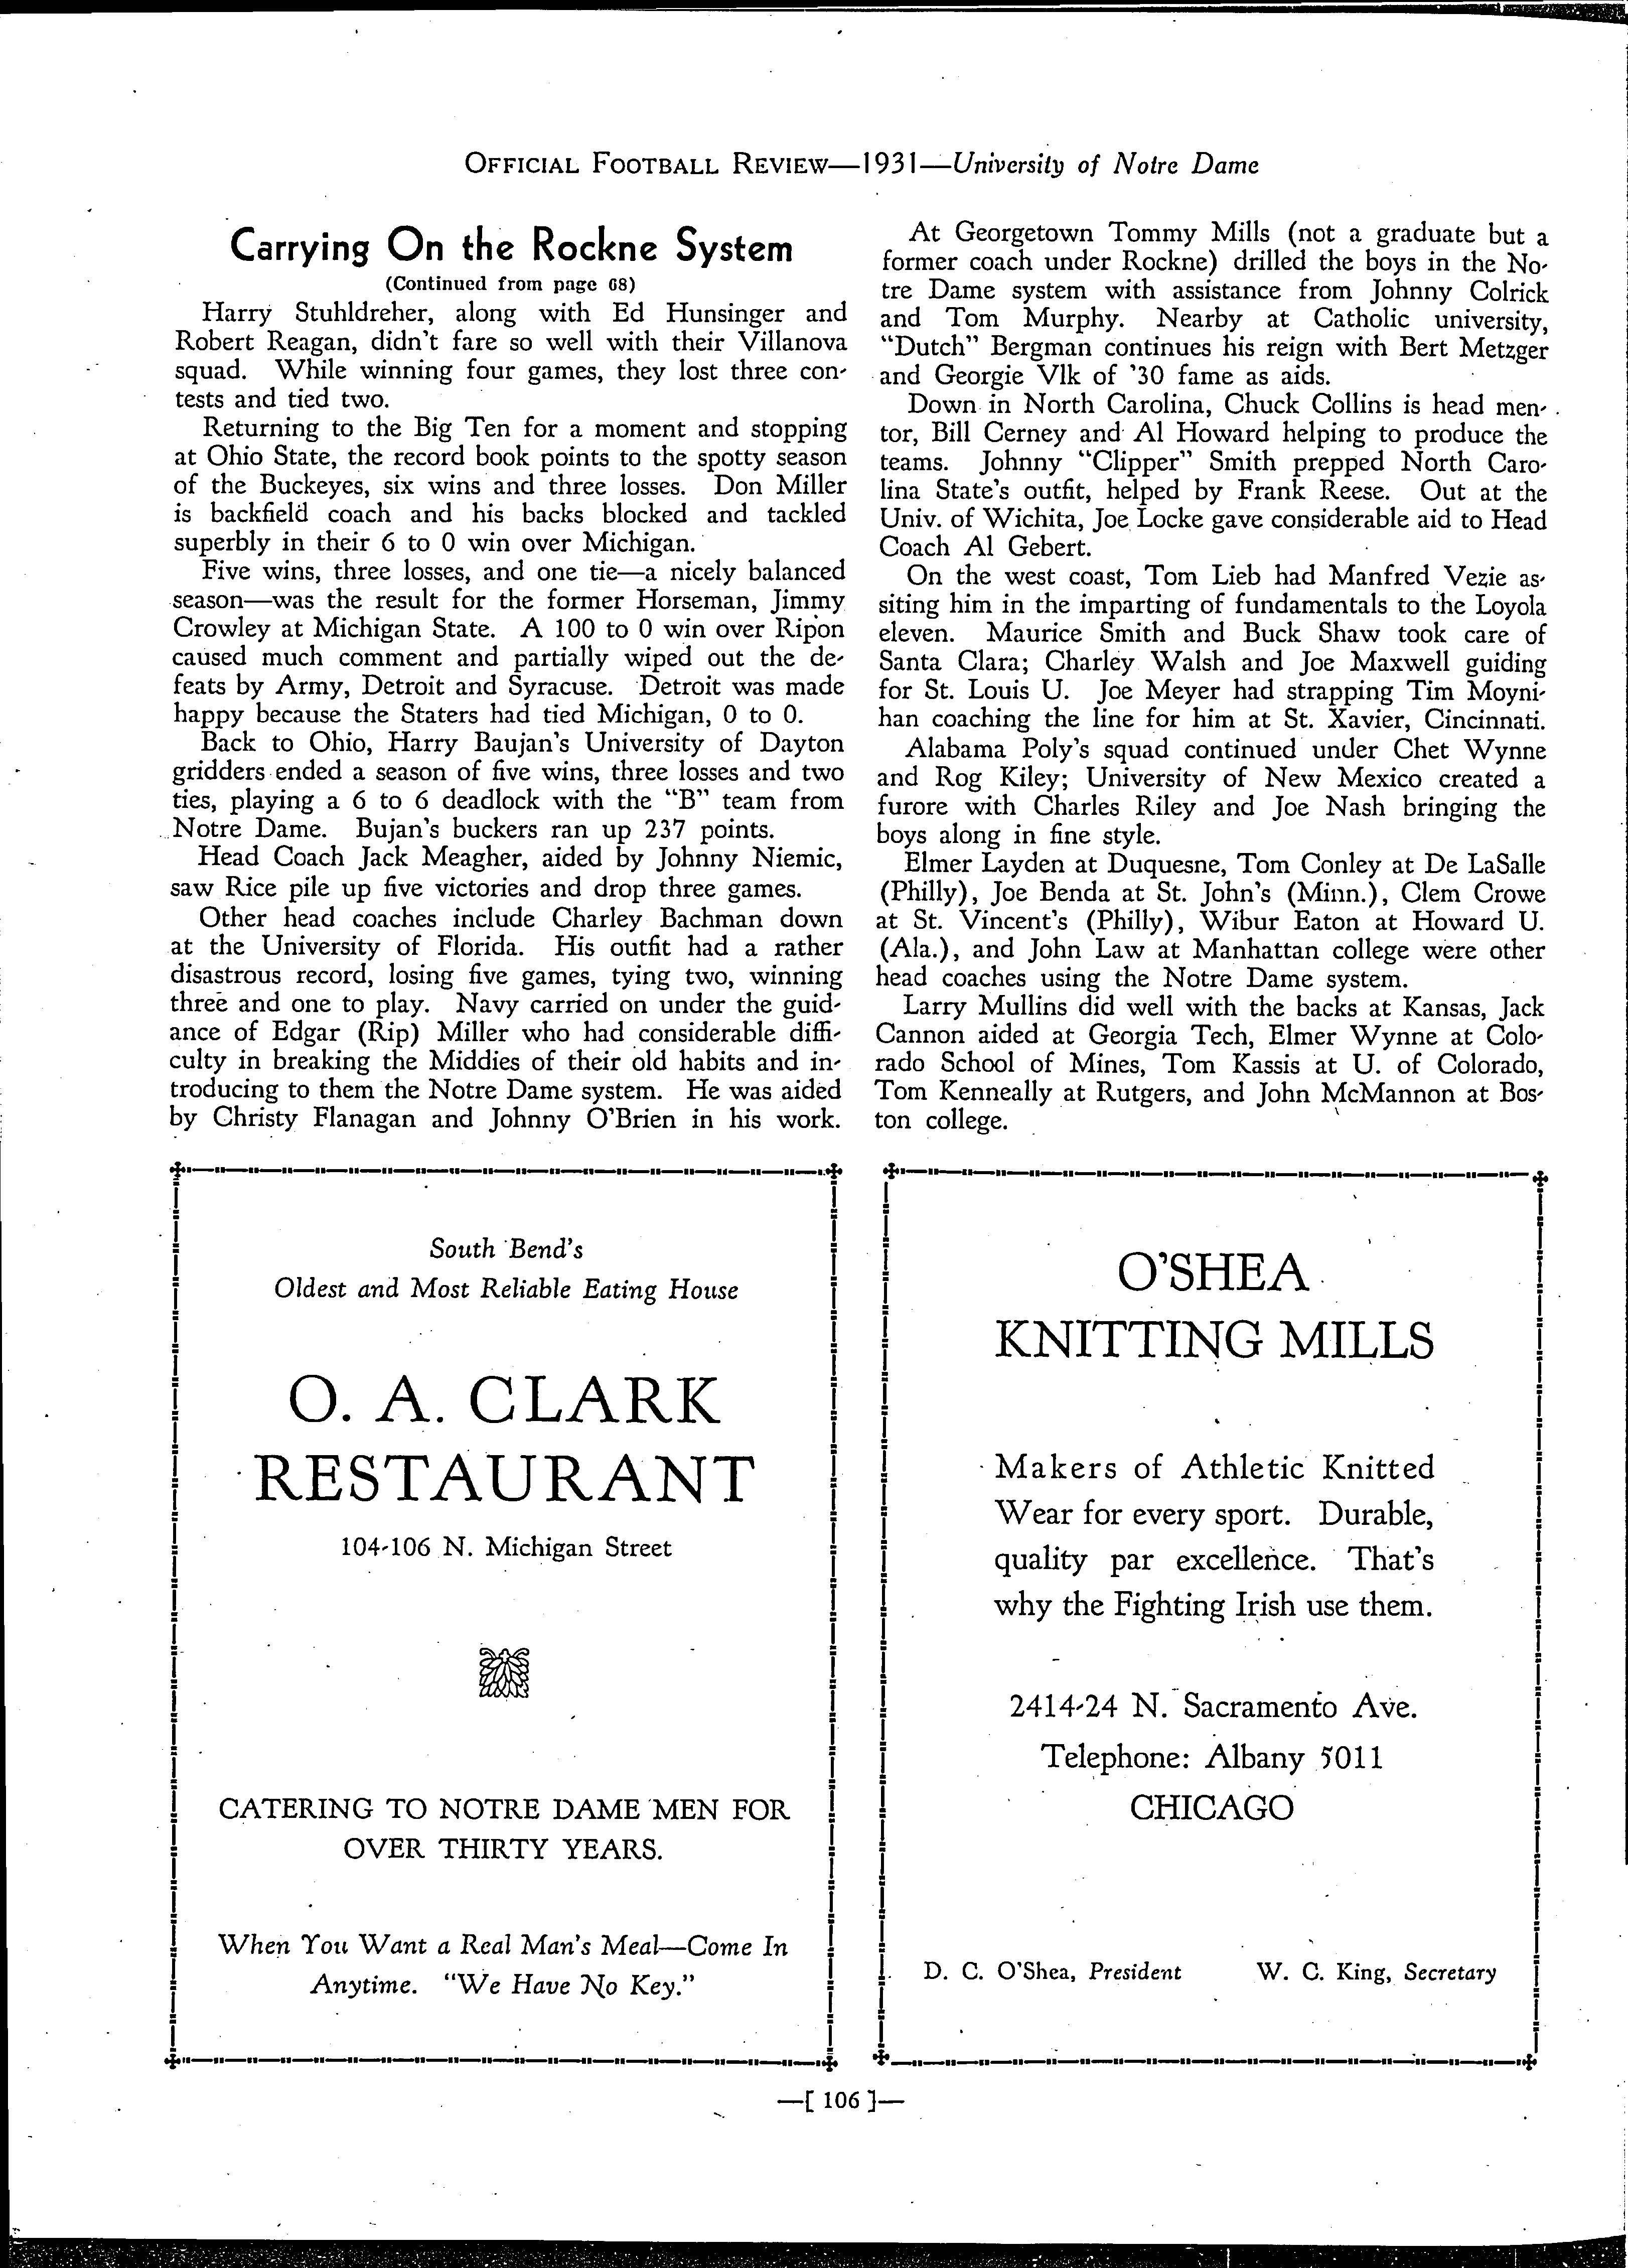 OFFICIAL FOOTBALL REVIEW—1931—University of Notre Dame
Carrying On the Rockne System
(Continued from page 68)
Harry Stuhldreher, along with Ed Hunsinger and
Robert Reagan, didn't fare so well with their Villanova
squad. While winning four games, they lost three con-
tests and tied two.
Returning to the Big Ten for a moment and stopping
at Ohio State, the record book points to the spotty season
of the Buckeyes, six wins and three losses. Don Miller
is backfield coach and his backs blocked and tackled
superbly in their 6 to 0 win over Michigan.
Five wins, three losses, and one tie—a nicely balanced
season—was the result for the former Horseman, Jimmy
Crowley at Michigan State. A 100 to 0 win over Ripon
caused much comment and partially wiped out the de-
feats by Army, Detroit and Syracuse. Detroit was made
happy because the Staters had tied Michigan, 0 to 0.
Back to Ohio, Harry Baujan's University of Dayton
gridders ended a season of five wins, three losses and two
ties, playing a 6 to 6 deadlock with the "B" team from
Notre Dame. Bujan's buckers ran up 237 points.
Head Coach Jack Meagher, aided by Johnny Niemic,
saw Rice pile up five victories and drop three games.
Other head coaches include Charley Bachman down
at the University of Florida. His outfit had a rather
disastrous record, losing five games, tying two, winning
three and one to play. Navy carried on under the guid-
ance of Edgar (Rip) Miller who had considerable diffi-
culty in breaking the Middies of their old habits and in-
troducing to them the Notre Dame system. He was aided
by Christy Flanagan and Johnny O'Brien in his work.
At Georgetown Tommy Mills (not a graduate but a
former coach under Rockne) drilled the boys in the No-
tre Dame system with assistance from Johnny Colrick
and Tom Murphy. Nearby at Catholic university,
"Dutch" Bergman continues his reign with Bert Metzger
and Georgie Vlk of '30 fame as aids.
Down in North Carolina, Chuck Collins is head men-
tor, Bill Cerney and Al Howard helping to produce the
teams. Johnny "Clipper" Smith prepped North Caro-
lina State's outfit, helped by Frank Reese. Out at the
Univ. of Wichita, Joe Locke gave considerable aid to Head
Coach Al Gebert.
On the west coast, Tom Lieb had Manfred Vezie as-
siting him in the imparting of fundamentals to the Loyola
eleven. Maurice Smith and Buck Shaw took care of
Santa Clara; Charley Walsh and Joe Maxwell guiding
for St. Louis U. Joe Meyer had strapping Tim Moyni-
han coaching the line for him at St. Xavier, Cincinnati.
Alabama Poly's squad continued under Chet Wynne
and Rog Kiley; University of New Mexico created a
furore with Charles Riley and Joe Nash bringing the
boys along in fine style.
Elmer Layden at Duquesne, Tom Conley at De LaSalle
(Philly), Joe Benda at St. John's (Minn.), Clem Crowe
at St. Vincent's (Philly), Wibur Eaton at Howard U.
(Ala.), and John Law at Manhattan college were other
head coaches using the Notre Dame system.
Larry Mullins did well with the backs at Kansas, Jack
Cannon aided at Georgia Tech, Elmer Wynne at Colo-
rado School of Mines, Tom Kassis at U. of Colorado,
Tom Kenneally at Rutgers, and John McMannon at Bos-
ton college.
South Bend's
Oldest and Most Reliable Eating House
O. A. CLARK
RESTAURANT
104-106 N. Michigan Street
CATERING TO NOTRE DAME MEN FOR
OVER THIRTY YEARS.
When You Want a Real Man's Meal—Come In
Anytime. "We Have No Key."
O'SHEA
KNITTING MILLS
Makers of Athletic Knitted
Wear for every sport. Durable,
quality par excellence. That's
why the Fighting Irish use them.
2414-24 N. Sacramento Ave.
Telephone: Albany 5011
CHICAGO
D. C. O'Shea, President W. C. King, Secretary
—[ 106 ]—